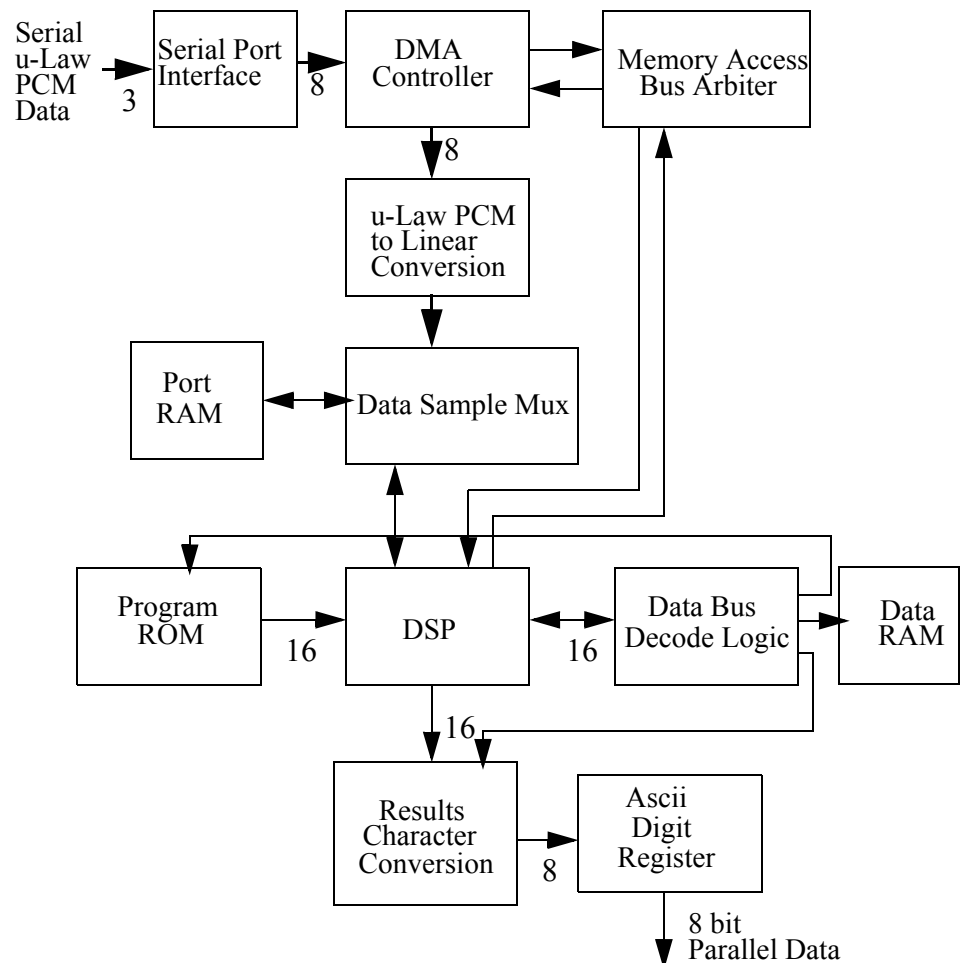 Serial
u-Law
PCM
Data
3
Serial Port
Interface
8
DMA
Controller
Memory Access
Bus Arbiter
8
u-Law PCM
to Linear
Conversion
Port
RAM
Data Sample Mux
Program
ROM
16
DSP
16
Data Bus
Decode Logic
Data
RAM
16
Results
Character
Conversion
8
Ascii
Digit
Register
8 bit
Parallel Data